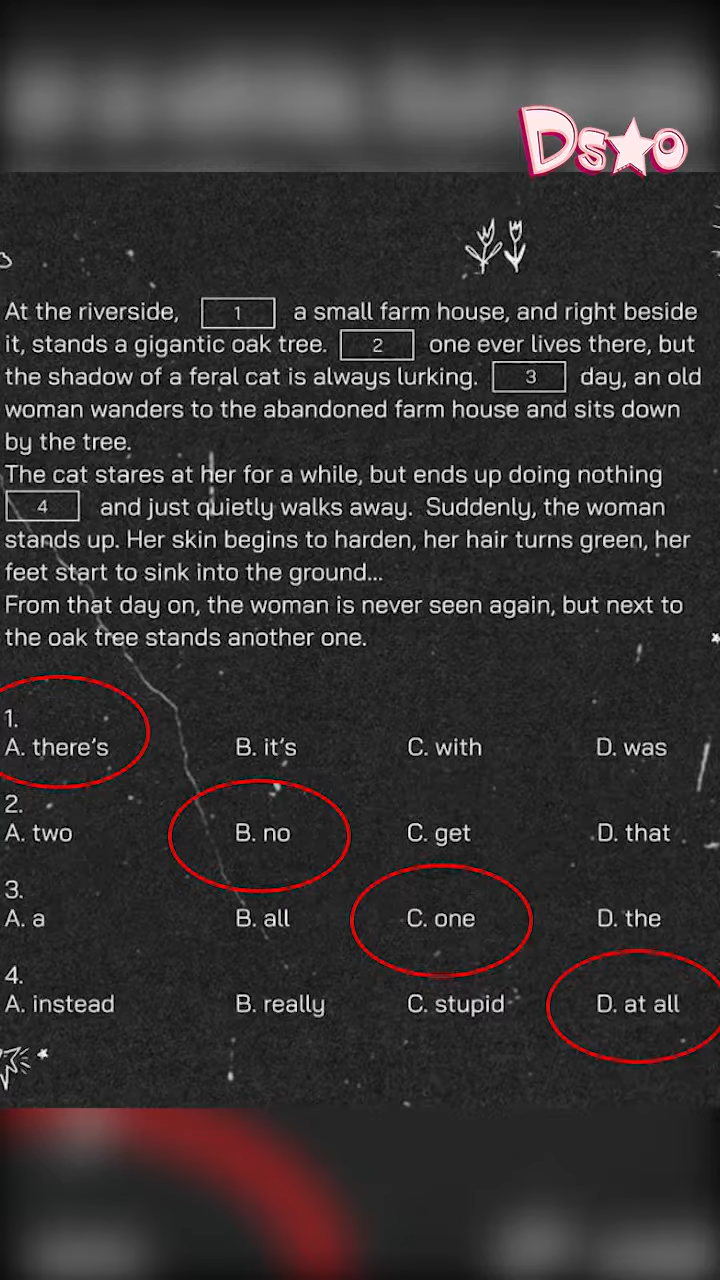 Ds★o
At the riverside, 1 a small farm house, and right beside
it, stands a gigantic oak tree. 2 one ever lives there, but
the shadow of a feral cat is always lurking. 3 day, an old
woman wanders to the abandoned farm house and sits down
by the tree.
The cat stares at her for a while, but ends up doing nothing
4 and just quietly walks away. Suddenly, the woman
stands up. Her skin begins to harden, her hair turns green, her
feet start to sink into the ground...
From that day on, the woman is never seen again, but next to
the oak tree stands another one.
1.
A. there's B. it's C. with D. was
2.
A. two B. no C. get D. that
3.
A. a B. all C. one D. the
4.
A. instead B. really C. stupid D. at all